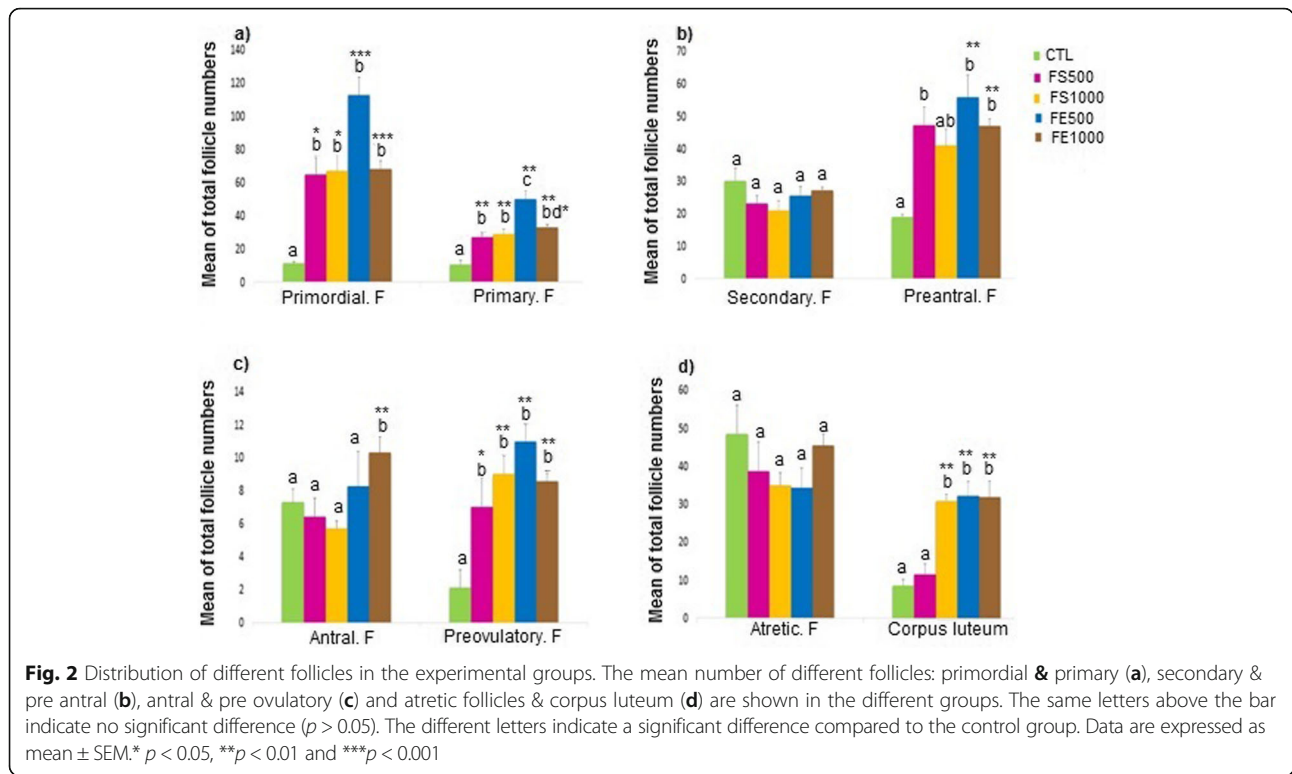 a)
Mean of total follicle numbers
140
120
100
80
60
40
20
0
a
*
b
*
b
***
b
***
b
Primordial. F
a
**
b
**
b
**
c
**
bd*
Primary. F
b)
Mean of total follicle numbers
70
60
50
40
30
20
10
0
a
a
a
a
a
Secondary. F
a
b
ab
**
b
**
b
Preantral. F
CTL
FS500
FS1000
FE500
FE1000
c)
Mean of total follicle numbers
14
12
10
8
6
4
2
0
a
a
a
a
**
b
Antral. F
a
*
b
**
b
**
b
**
b
Preovulatory. F
d)
Mean of total follicle numbers
60
50
40
30
20
10
0
a
a
a
a
a
Atretic. F
a
a
**
b
**
b
**
b
Corpus luteum
Fig. 2 Distribution of different follicles in the experimental groups. The mean number of different follicles: primordial & primary (a), secondary &
pre antral (b), antral & pre ovulatory (c) and atretic follicles & corpus luteum (d) are shown in the different groups. The same letters above the bar
indicate no significant difference (p > 0.05). The different letters indicate a significant difference compared to the control group. Data are expressed as
mean ± SEM.* p < 0.05, **p < 0.01 and ***p < 0.001